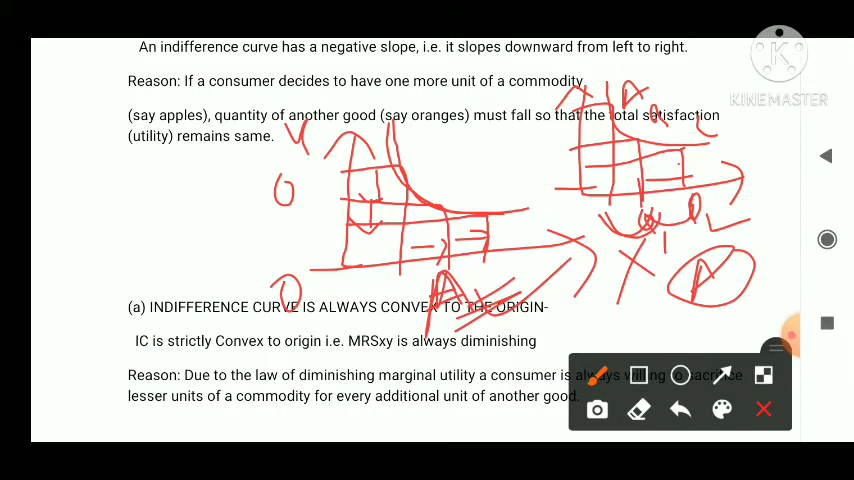 An indifference curve has a negative slope, i.e. it slopes downward from left to right.
KINEMASTER
Reason: If a consumer decides to have one more unit of a commodity
(say apples), quantity of another good (say oranges) must fall so that the total satisfaction
(utility) remains same.
A
B
C
Y
O
O
A
X
A
(a) INDIFFERENCE CURVE IS ALWAYS CONVEX TO THE ORIGIN-
IC is strictly Convex to origin i.e. MRSxy is always diminishing
Reason: Due to the law of diminishing marginal utility a consumer is always willing to sacrifice
lesser units of a commodity for every additional unit of another good.